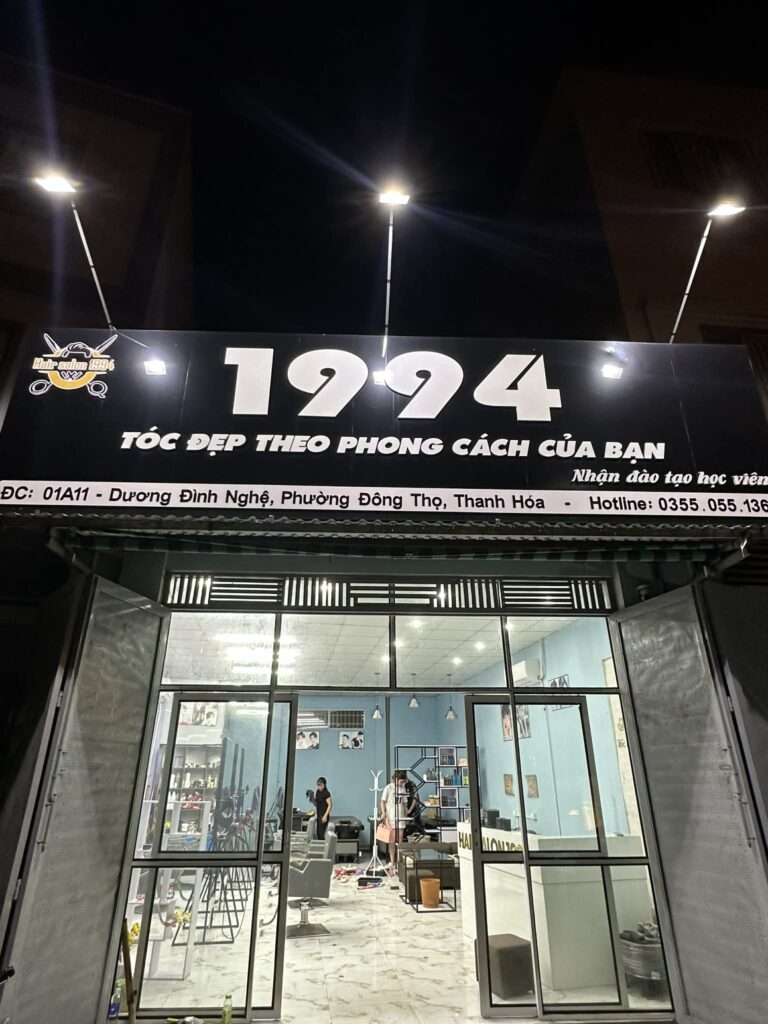 Hair salon 1994
1994
TÓC ĐẸP THEO PHONG CÁCH CỦA BẠN
Nhận đào tạo học viên
ĐC: 01A11 - Dương Đình Nghệ, Phường Đông Thọ, Thanh Hóa - Hotline: 0355.055.136